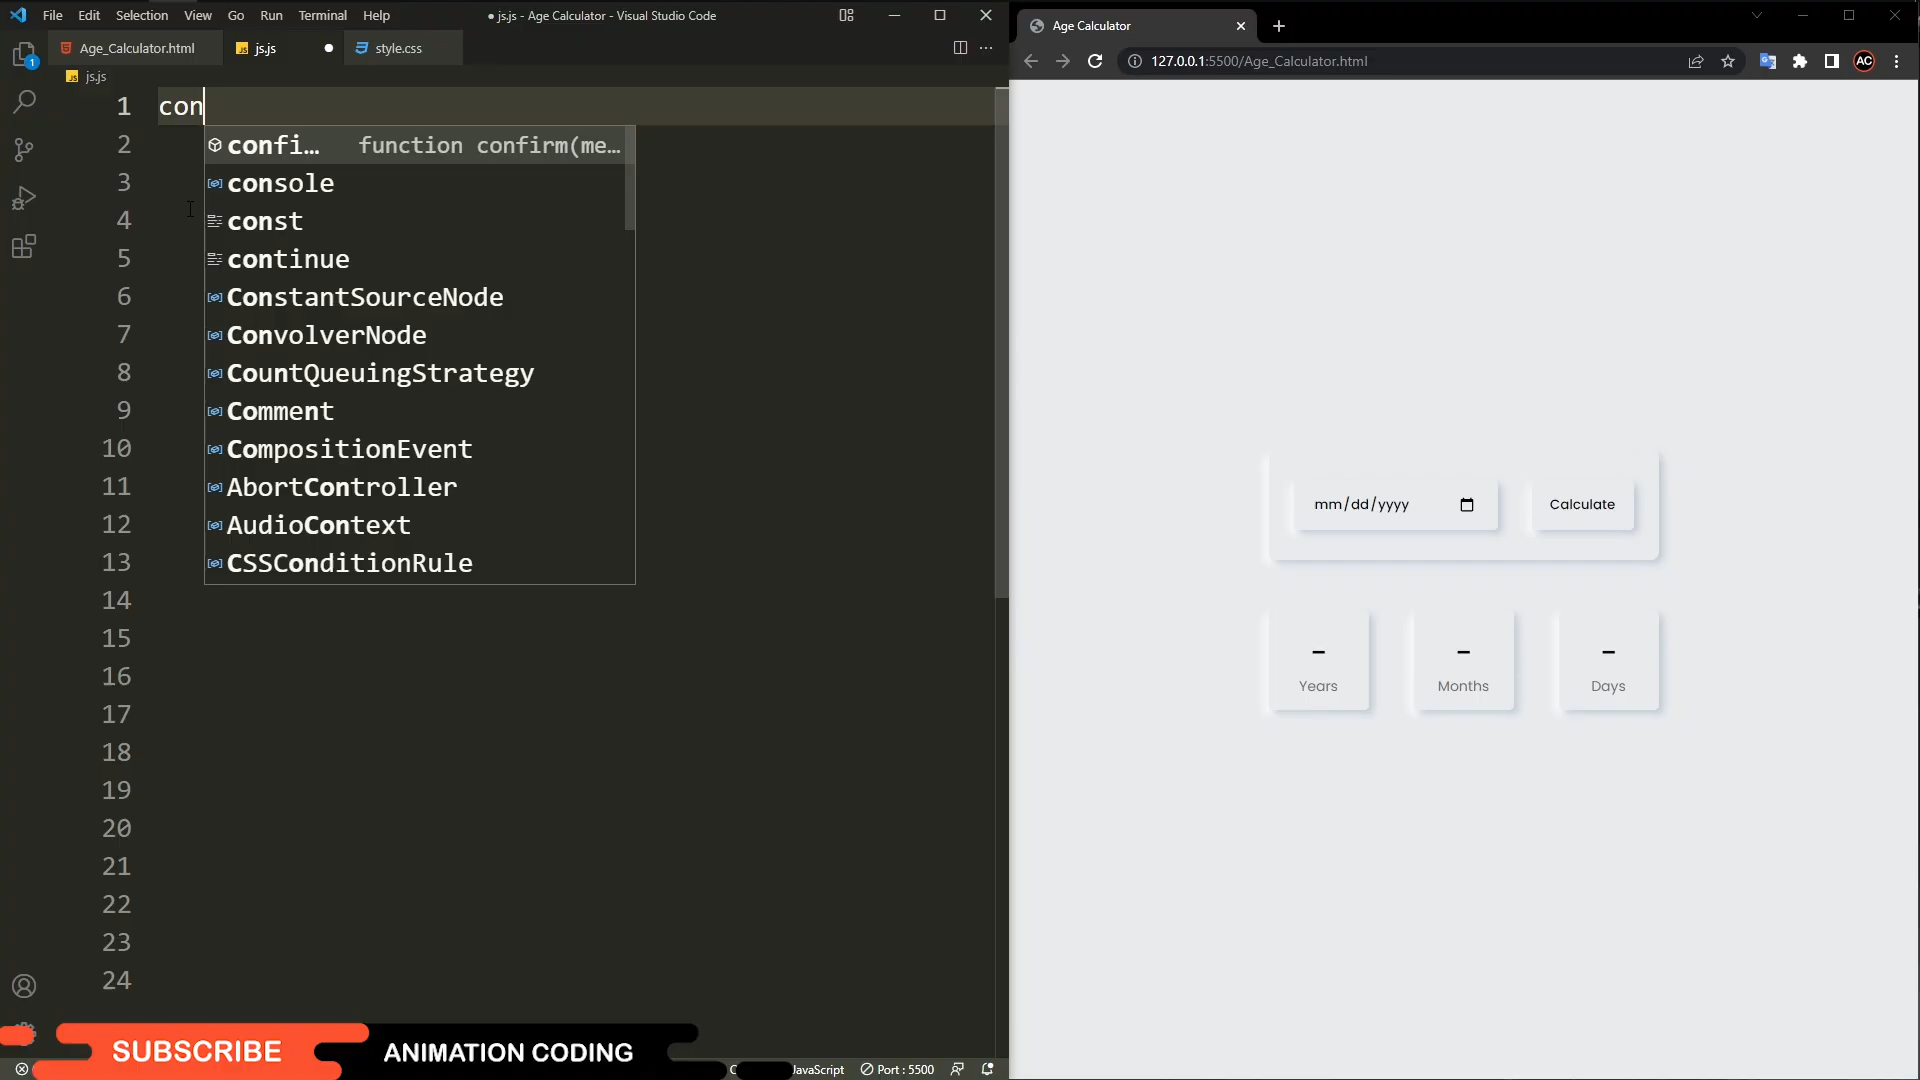 File Edit Selection View Go Run Terminal Help
● js.js - Age Calculator - Visual Studio Code
Age_Calculator.html
JS js.js
style.css
JS js.js
1 con
confi… function confirm(me…
console
const
continue
ConstantSourceNode
ConvolverNode
CountQueuingStrategy
Comment
CompositionEvent
AbortController
AudioContext
CSSConditionRule
2
3
4
5
6
7
8
9
10
11
12
13
14
15
16
17
18
19
20
21
22
23
24
1
SUBSCRIBE
ANIMATION CODING
JavaScript
Port : 5500
Age Calculator
127.0.0.1:5500/Age_Calculator.html
AC
mm/dd/yyyy
Calculate
– – –
Years Months Days